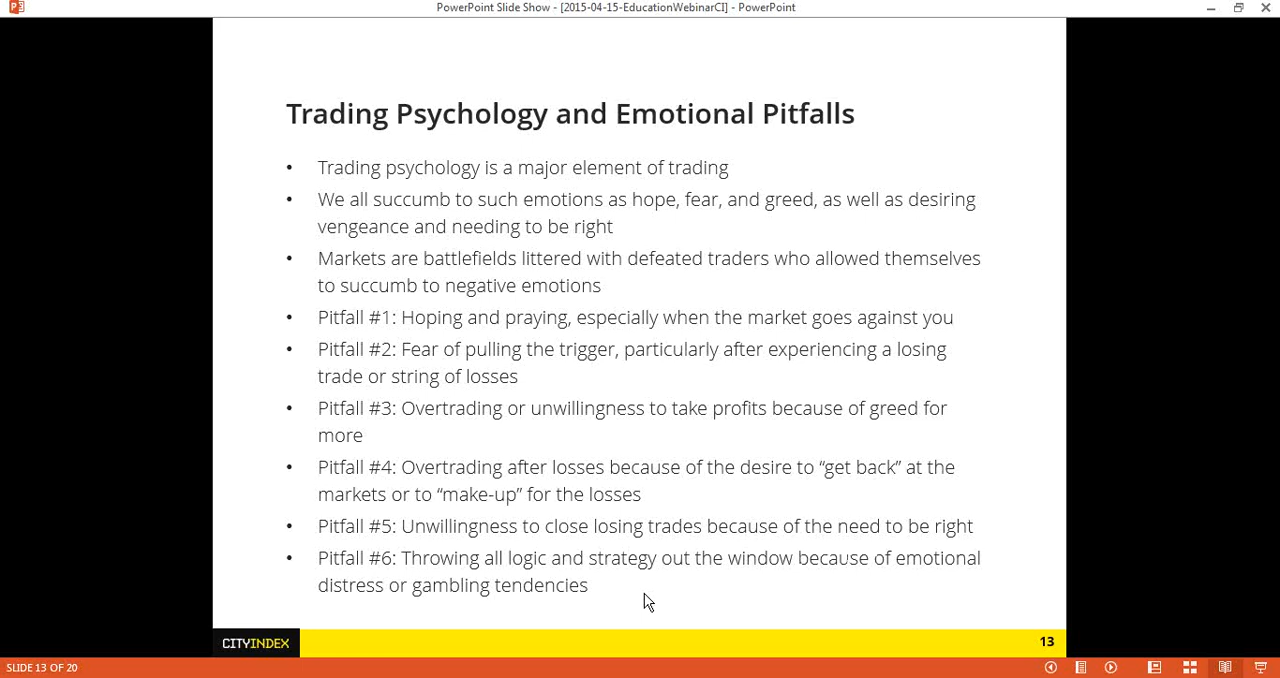 PowerPoint Slide Show - [2015-04-15-EducationWebinarCI] - PowerPoint
Trading Psychology and Emotional Pitfalls
• Trading psychology is a major element of trading
• We all succumb to such emotions as hope, fear, and greed, as well as desiring
vengeance and needing to be right
• Markets are battlefields littered with defeated traders who allowed themselves
to succumb to negative emotions
• Pitfall #1: Hoping and praying, especially when the market goes against you
• Pitfall #2: Fear of pulling the trigger, particularly after experiencing a losing
trade or string of losses
• Pitfall #3: Overtrading or unwillingness to take profits because of greed for
more
• Pitfall #4: Overtrading after losses because of the desire to “get back” at the
markets or to “make-up” for the losses
• Pitfall #5: Unwillingness to close losing trades because of the need to be right
• Pitfall #6: Throwing all logic and strategy out the window because of emotional
distress or gambling tendencies
CITYINDEX
13
SLIDE 13 OF 20